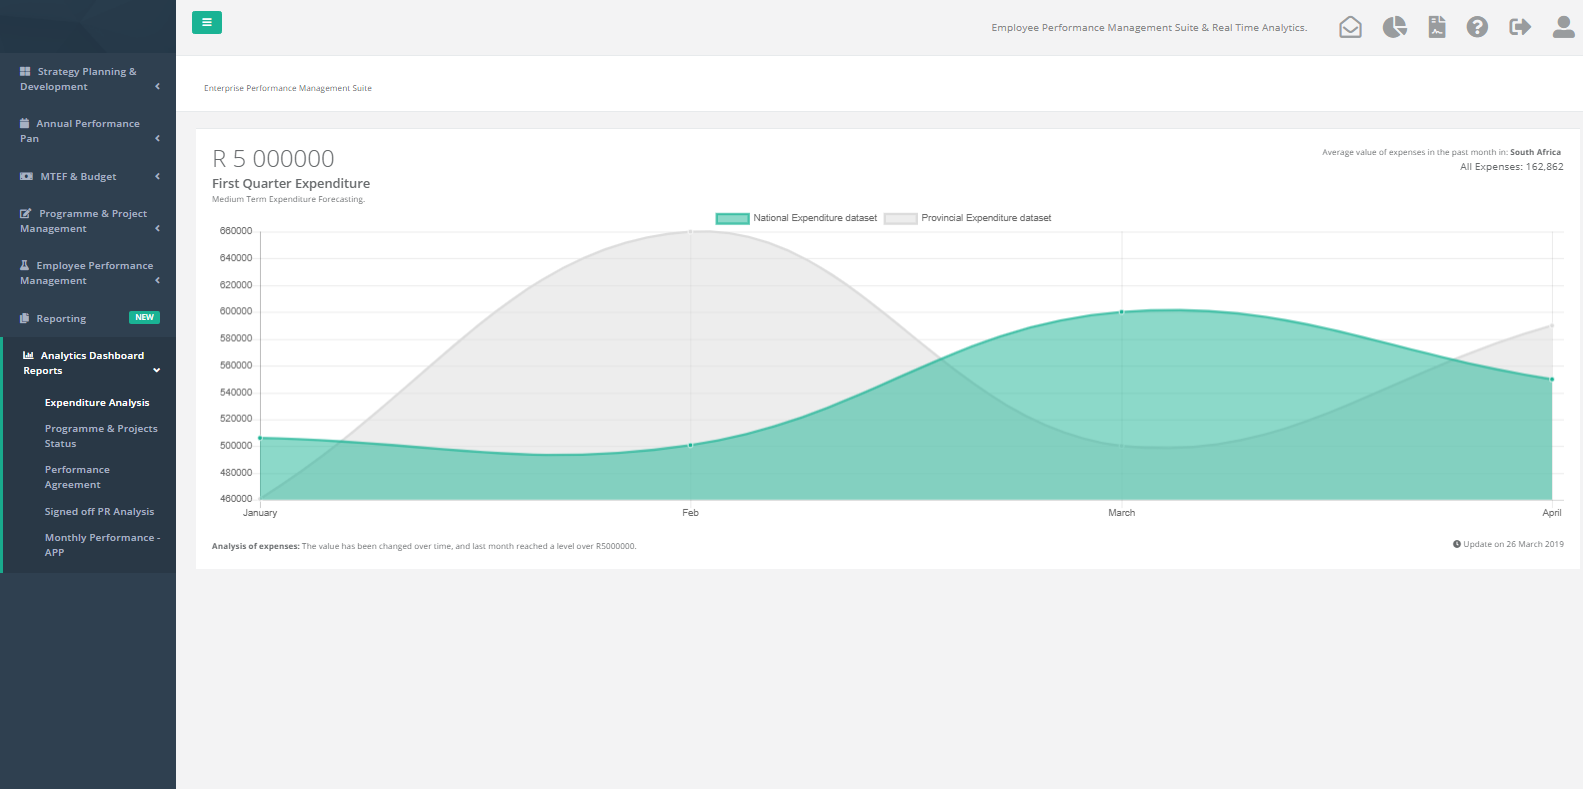 Employee Performance Management Suite & Real Time Analytics.
Strategy Planning &
Development
Annual Performance
Pan
MTEF & Budget
Programme & Project
Management
Employee Performance
Management
Reporting NEW
Analytics Dashboard
Reports
Expenditure Analysis
Programme & Projects
Status
Performance
Agreement
Signed off PR Analysis
Monthly Performance -
APP
Enterprise Performance Management Suite
R 5 000000
First Quarter Expenditure
Medium Term Expenditure Forecasting.
Average value of expenses in the past month in: South Africa
All Expenses: 162,862
National Expenditure dataset Provincial Expenditure dataset
660000
640000
620000
600000
580000
560000
540000
520000
500000
480000
460000
January Feb March April
Analysis of expenses: The value has been changed over time, and last month reached a level over R5000000.
Update on 26 March 2019